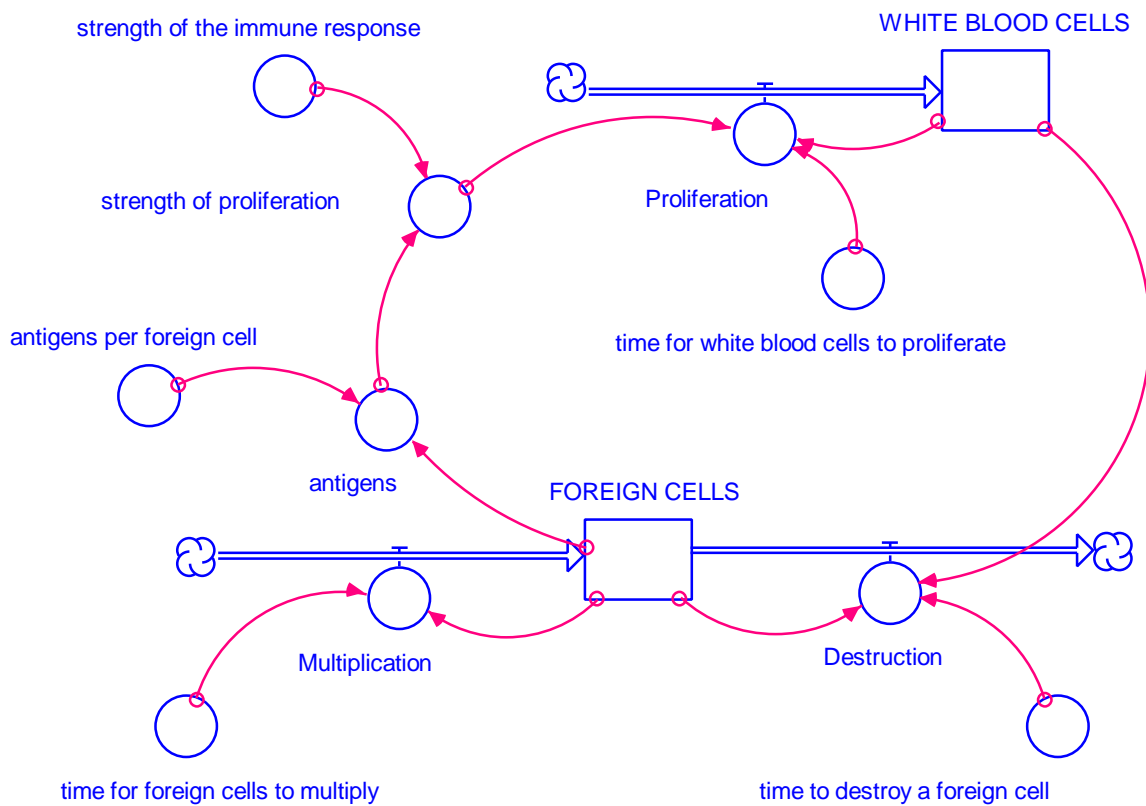 WHITE BLOOD CELLS
strength of the immune response
strength of proliferation
Proliferation
antigens per foreign cell
time for white blood cells to proliferate
antigens
FOREIGN CELLS
Multiplication
Destruction
time for foreign cells to multiply
time to destroy a foreign cell